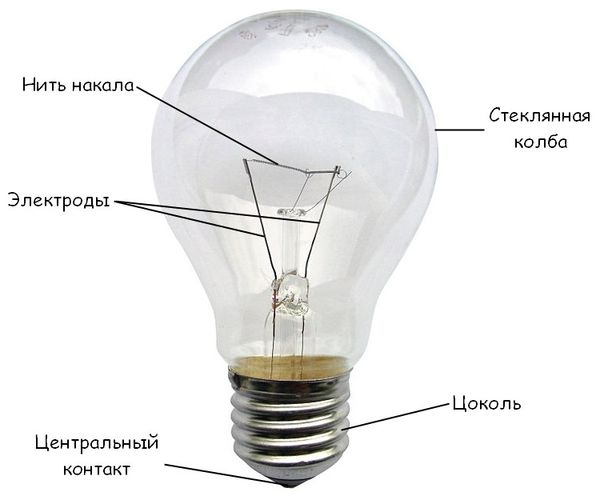 Нить накала
Стеклянная
колба
Электроды
Цоколь
Центральный
контакт